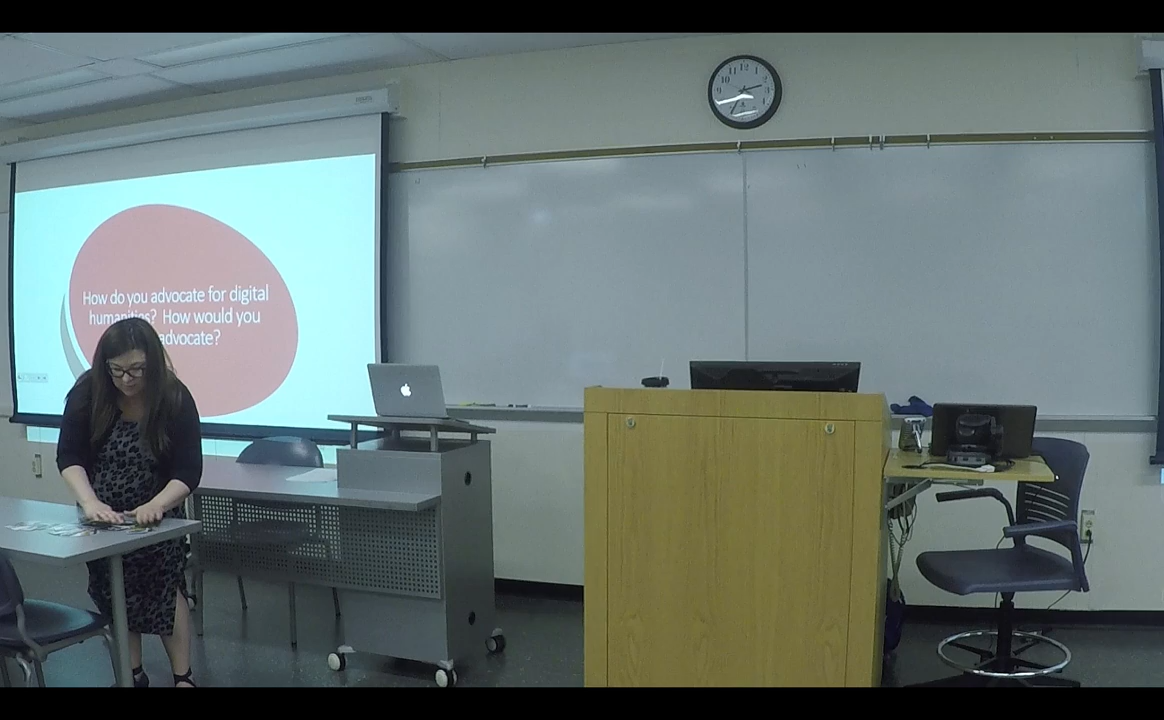 How do you advocate for digital
humanities? How would you
advocate?